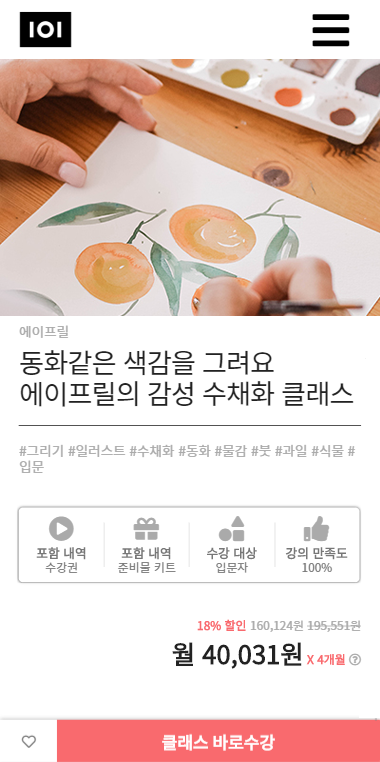 IOI
에이프릴
동화같은 색감을 그려요
에이프릴의 감성 수채화 클래스
#그리기 #일러스트 #수채화 #동화 #물감 #붓 #과일 #식물 #
입문
포함 내역 포함 내역 수강 대상 강의 만족도
수강권 준비물 키트 입문자 100%
18% 할인 160,124원 195,551원
월 40,031원 X 4개월 ?
클래스 바로수강